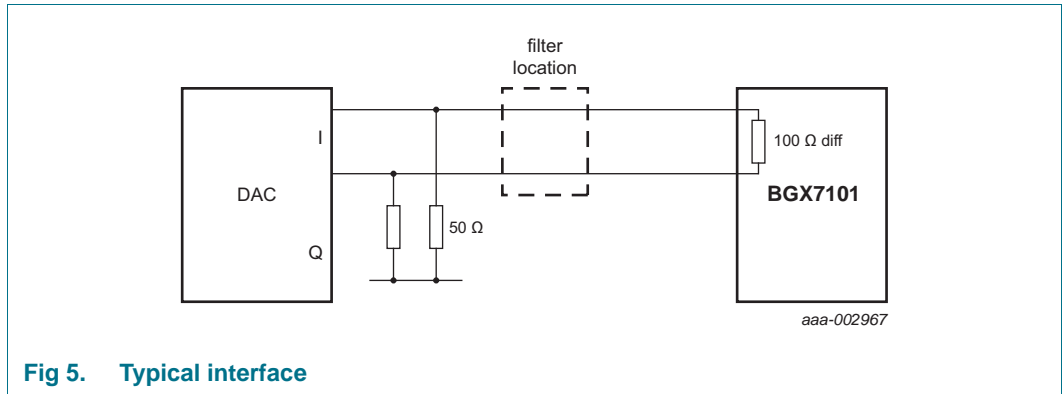 filter
location
I
100 Ω diff
DAC
BGX7101
50 Ω
Q
aaa-002967
Fig 5. Typical interface